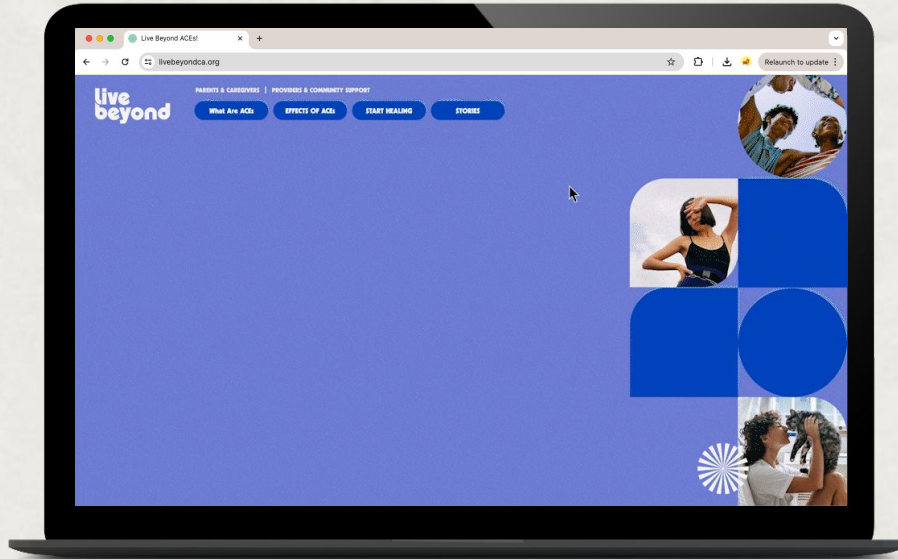 Live Beyond ACEs!
livebeyondca.org
Relaunch to update
live
beyond
PARENTS & CAREGIVERS | PROVIDERS & COMMUNITY SUPPORT
What Are ACEs
EFFECTS OF ACEs
START HEALING
STORIES